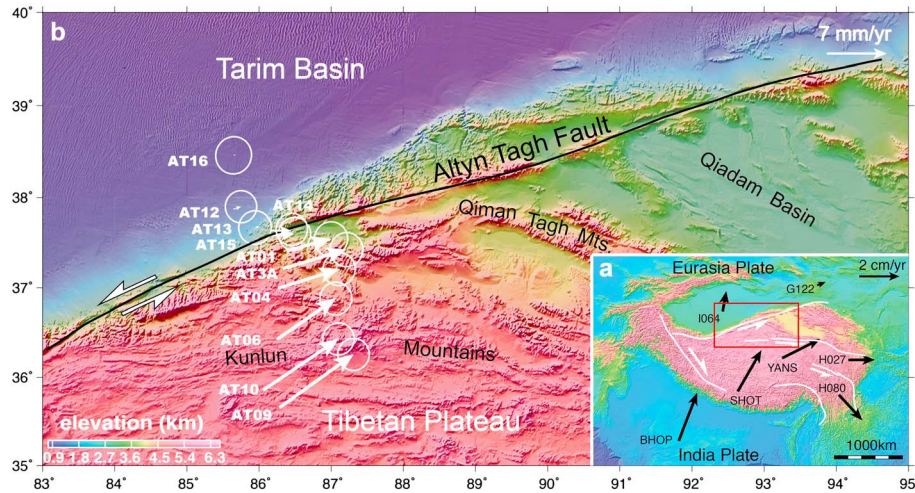 40°
39°
38°
37°
36°
35°
83
84
85
86
87
88
89
90
91
92
93
94
95
b
7 mm/yr
Tarim Basin
Altyn Tagh Fault
Qiadam Basin
Qiman Tagh Mts
AT16
AT12
AT14
AT13
AT15
AT01
AT3A
AT04
AT06
AT10
AT09
Kunlun
Mountains
Tibetan Plateau
elevation (km)
0.9 1.8 2.7 3.6 4.5 5.4 6.3
a
Eurasia Plate
2 cm/yr
G122
I064
YANS
H027
SHOT
H080
BHOP
India Plate
1000km